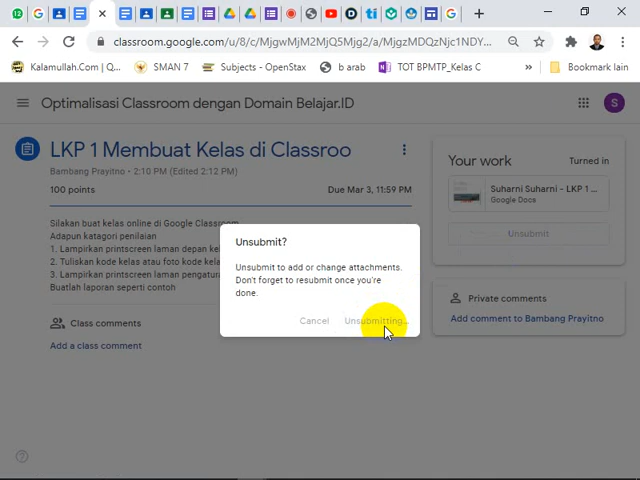 classroom.google.com/u/8/c/MjgwMjM2MjQ5Mjg2/a/MjgzMDQzNjc1NDY...
Kalamullah.Com | Q...
SMAN 7
Subjects - OpenStax
b arab
TOT BPMTP_Kelas C
»
Bookmark lain
Optimalisasi Classroom dengan Domain Belajar.ID
S
LKP 1 Membuat Kelas di Classroo
Bambang Prayitno • 2:10 PM (Edited 2:12 PM)
100 points
Due Mar 3, 11:59 PM
Silakan buat kelas online di Google Classroom
Adapun katagori penilaian
1. Lampirkan printscreen laman depan kel
2. Tuliskan kode kelas atau foto kode kela
3. Lampirkan printscreen laman pengatur
Buatlah laporan seperti contoh
Class comments
Add a class comment
Unsubmit?
Unsubmit to add or change attachments.
Don't forget to resubmit once you're
done.
Cancel
Unsubmitting...
Your work
Turned in
Suharni Suharni - LKP 1 ...
Google Docs
Unsubmit
Private comments
Add comment to Bambang Prayitno